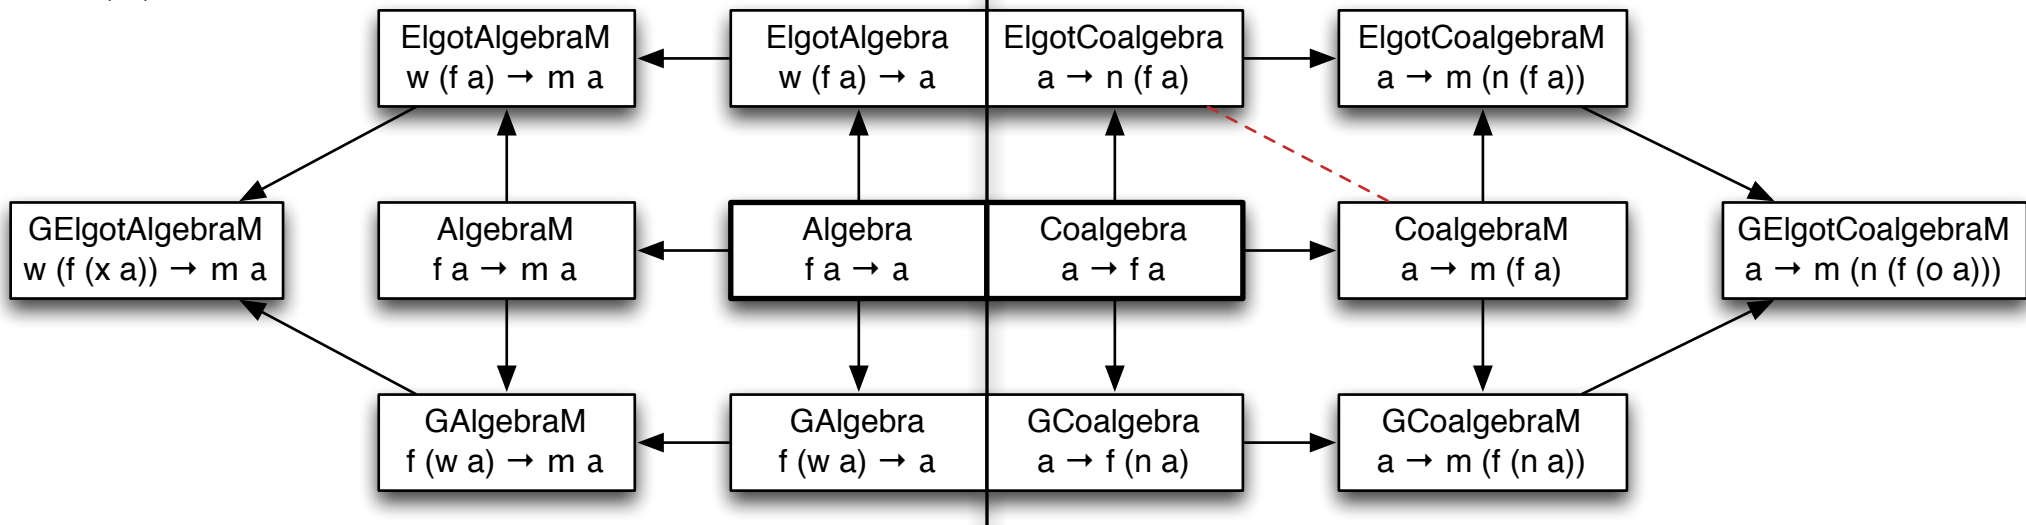 ElgotAlgebraM
w (f a) → m a
ElgotAlgebra
w (f a) → a
ElgotCoalgebra
a → n (f a)
ElgotCoalgebraM
a → m (n (f a))
GElgotAlgebraM
w (f (x a)) → m a
AlgebraM
f a → m a
Algebra
f a → a
Coalgebra
a → f a
CoalgebraM
a → m (f a)
GElgotCoalgebraM
a → m (n (f (o a)))
GAlgebraM
f (w a) → m a
GAlgebra
f (w a) → a
GCoalgebra
a → f (n a)
GCoalgebraM
a → m (f (n a))